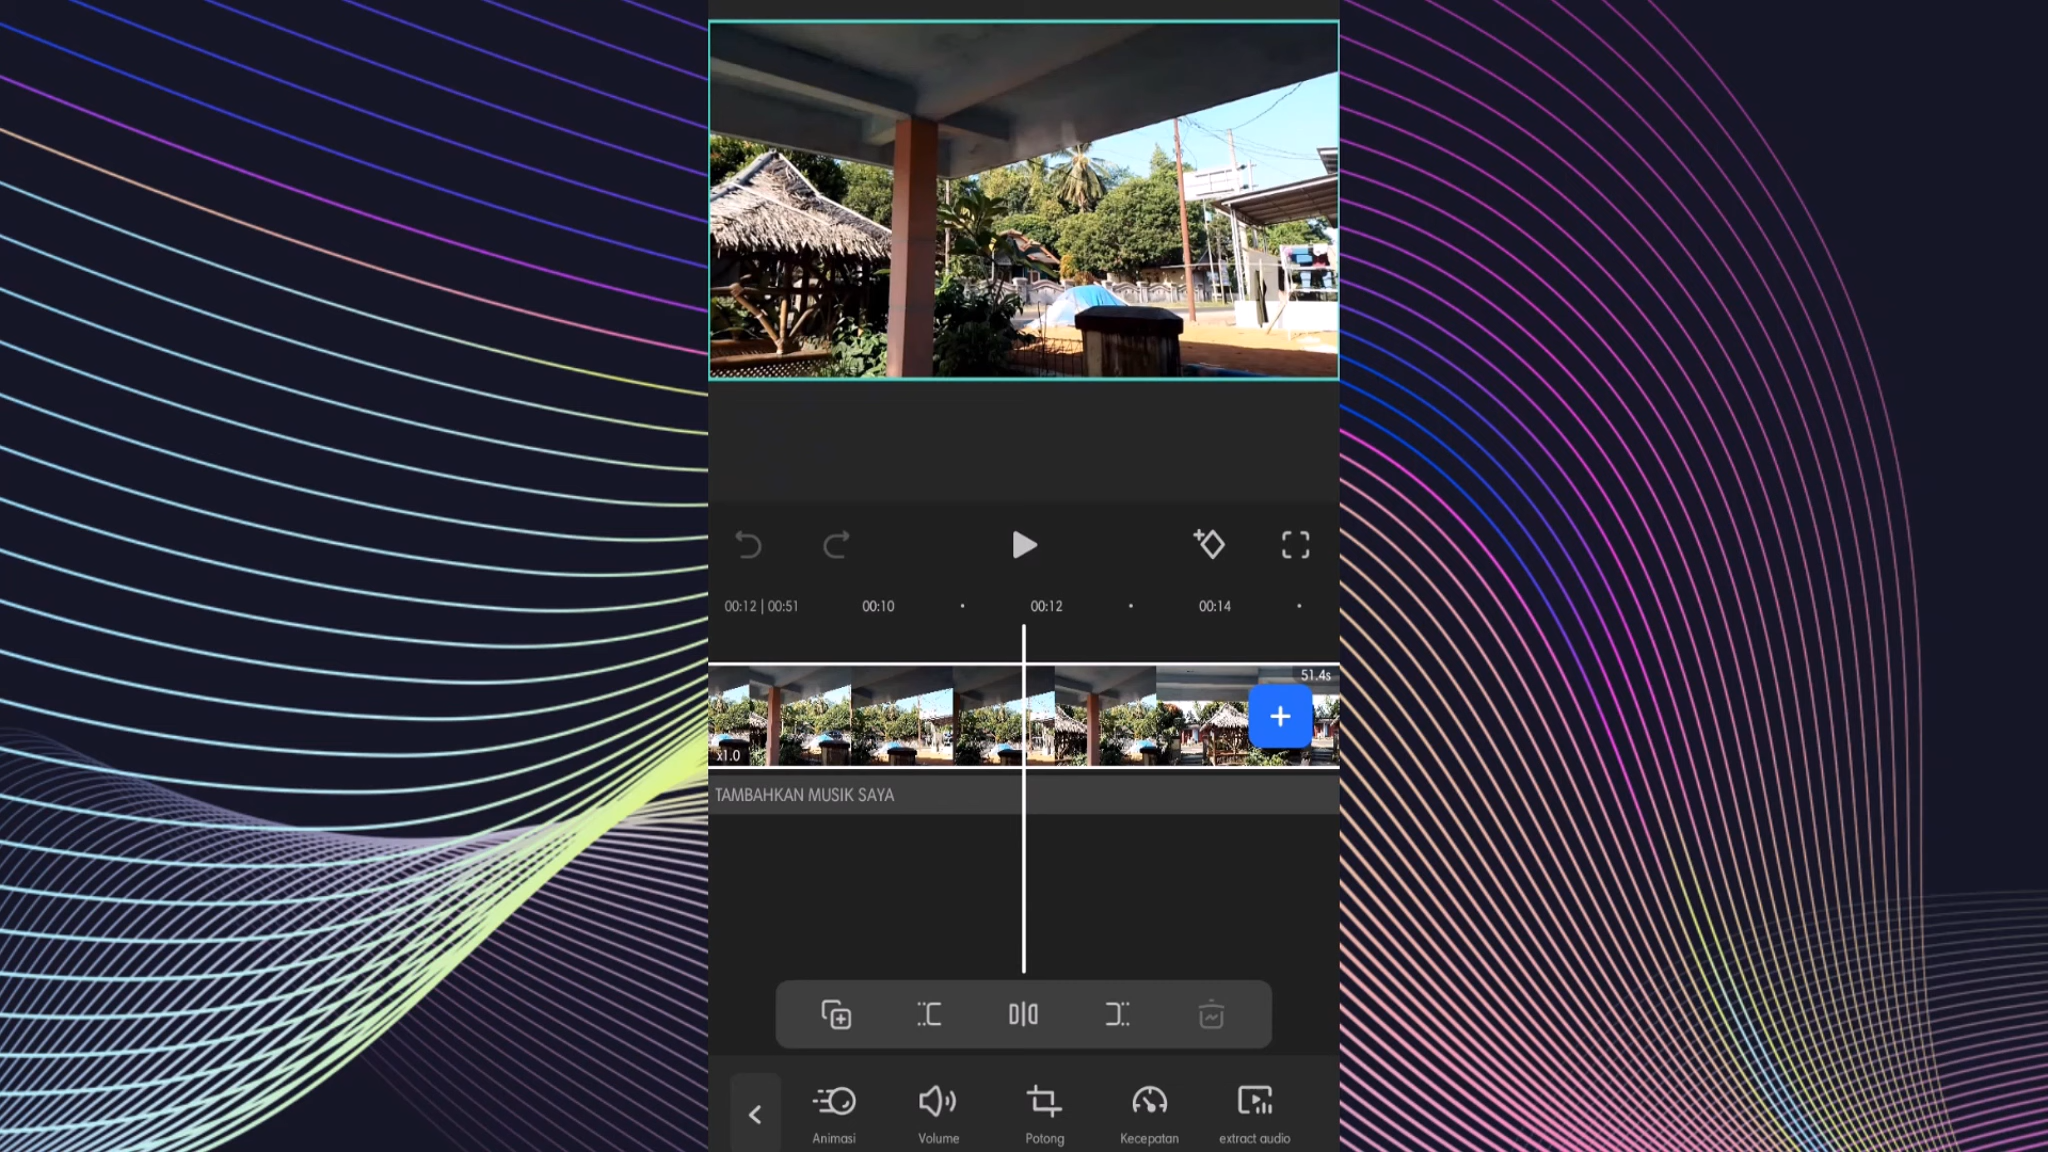 00:12 | 00:51 00:10 00:12 00:14
51.4s
x1.0
TAMBAHKAN MUSIK SAYA
Animasi Volume Potong Kecepatan extract audio